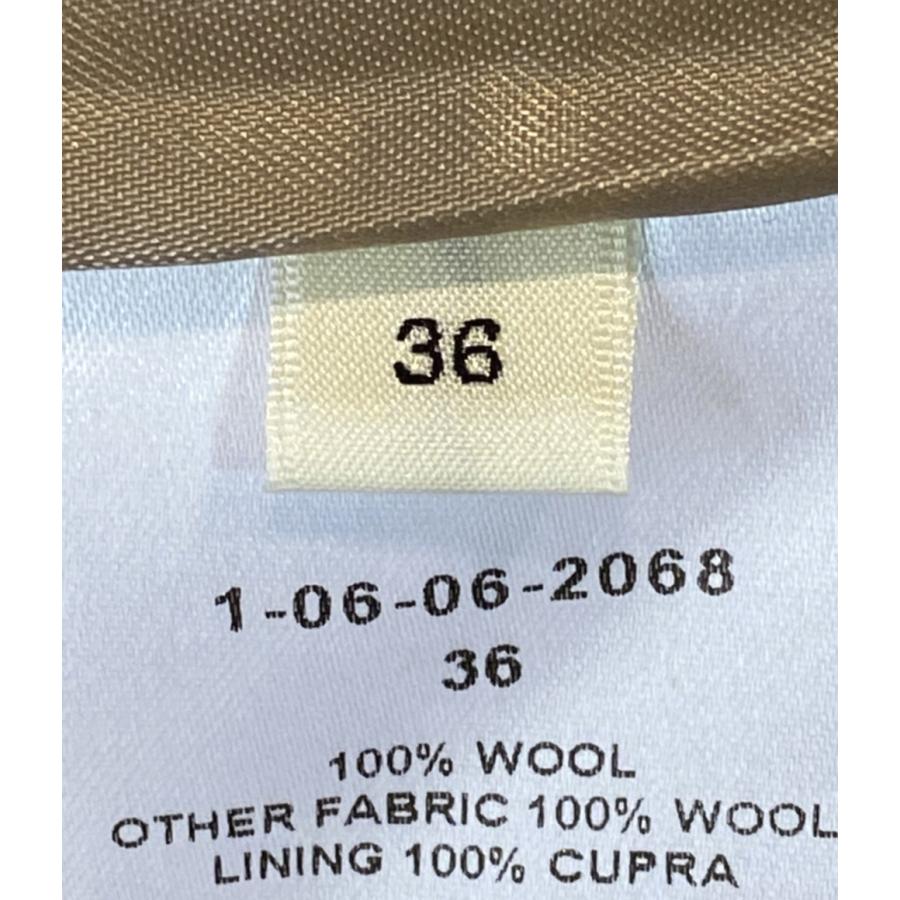 36
1-06-06-2068
36
100% WOOL
OTHER FABRIC 100% WOOL
LINING 100% CUPRA